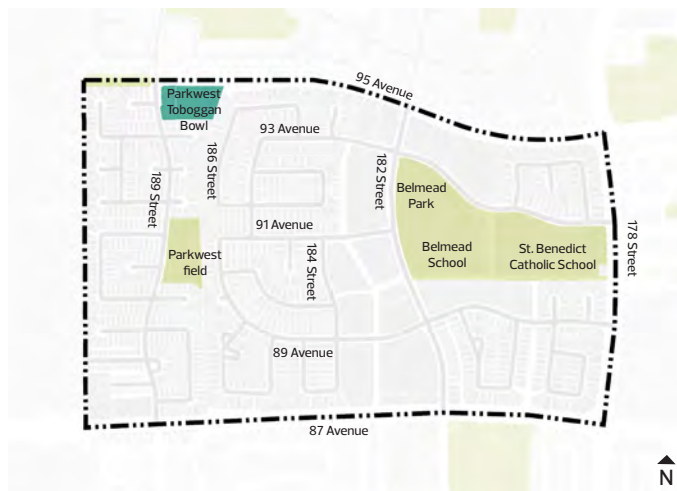 95 Avenue
Parkwest
Toboggan
Bowl
93 Avenue
186 Street
189 Street
182 Street
Belmead
Park
91 Avenue
178 Street
Parkwest
field
184 Street
Belmead
School
St. Benedict
Catholic School
89 Avenue
87 Avenue
N